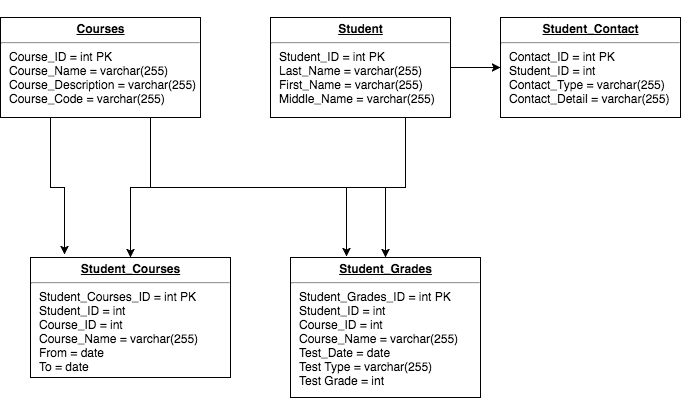 Courses
Course_ID = int PK
Course_Name = varchar(255)
Course_Description = varchar(255)
Course_Code = varchar(255)
Student
Student_ID = int PK
Last_Name = varchar(255)
First_Name = varchar(255)
Middle_Name = varchar(255)
Student_Contact
Contact_ID = int PK
Student_ID = int
Contact_Type = varchar(255)
Contact_Detail = varchar(255)
Student_Courses
Student_Courses_ID = int PK
Student_ID = int
Course_ID = int
Course_Name = varchar(255)
From = date
To = date
Student_Grades
Student_Grades_ID = int PK
Student_ID = int
Course_ID = int
Course_Name = varchar(255)
Test_Date = date
Test Type = varchar(255)
Test Grade = int